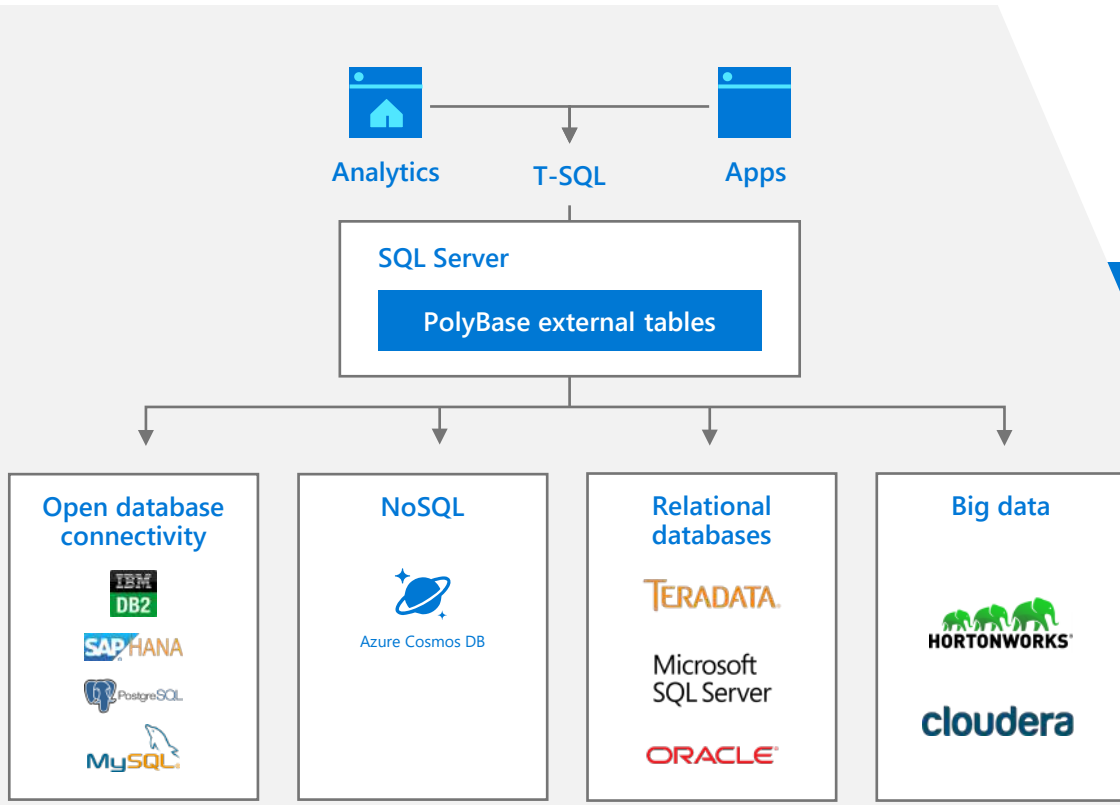 Analytics
T-SQL
Apps
SQL Server
PolyBase external tables
Open database
connectivity
IBM
DB2
SAP HANA
PostgreSQL
MySQL
NoSQL
Azure Cosmos DB
Relational
databases
TERADATA.
Microsoft
SQL Server
ORACLE
Big data
HORTONWORKS
cloudera